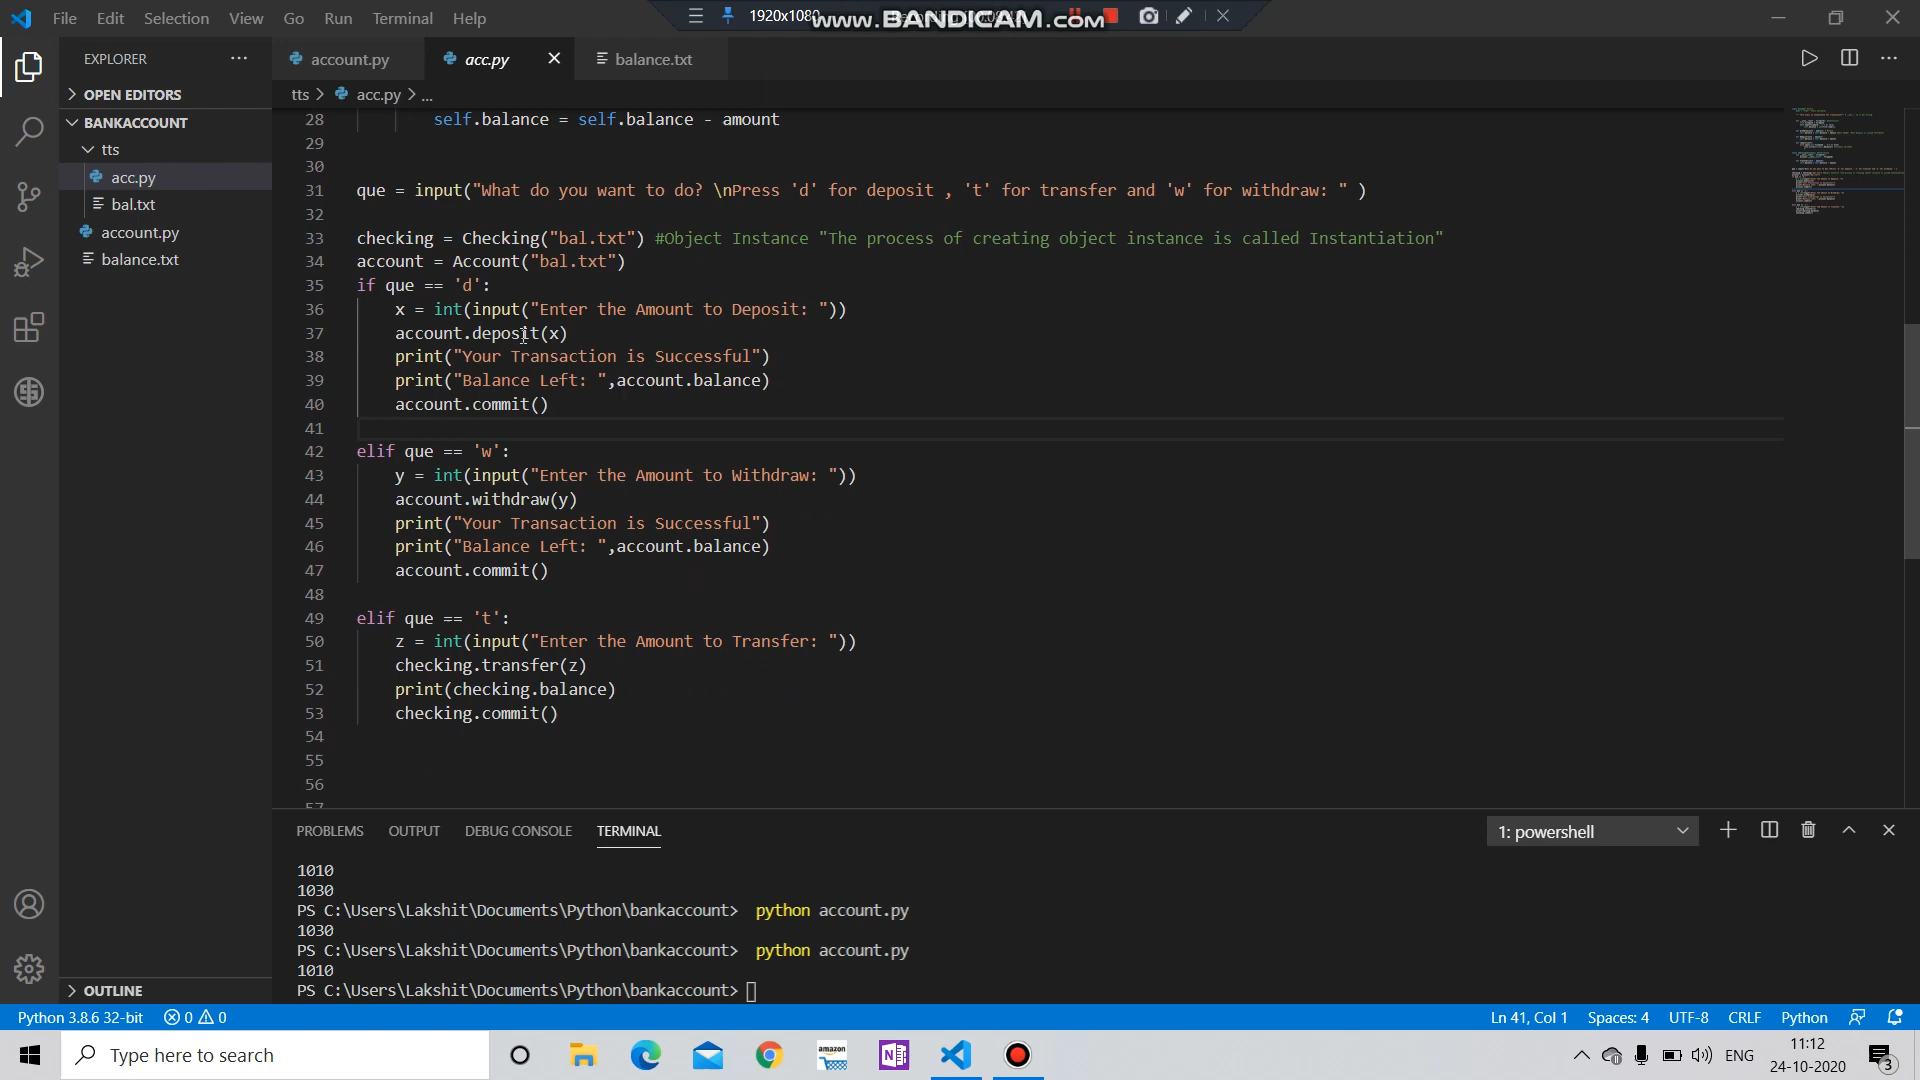 File Edit Selection View Go Run Terminal Help
1920x1080
www.BANDICAM.com
EXPLORER
account.py
acc.py
balance.txt
OPEN EDITORS
BANKACCOUNT
tts
acc.py
bal.txt
account.py
balance.txt
OUTLINE
tts > acc.py > ...
28 self.balance = self.balance - amount
29
30
31 que = input("What do you want to do? \nPress 'd' for deposit , 't' for transfer and 'w' for withdraw: " )
32
33 checking = Checking("bal.txt") #Object Instance "The process of creating object instance is called Instantiation"
34 account = Account("bal.txt")
35 if que == 'd':
36 x = int(input("Enter the Amount to Deposit: "))
37 account.deposit(x)
38 print("Your Transaction is Successful")
39 print("Balance Left: ",account.balance)
40 account.commit()
41
42 elif que == 'w':
43 y = int(input("Enter the Amount to Withdraw: "))
44 account.withdraw(y)
45 print("Your Transaction is Successful")
46 print("Balance Left: ",account.balance)
47 account.commit()
48
49 elif que == 't':
50 z = int(input("Enter the Amount to Transfer: "))
51 checking.transfer(z)
52 print(checking.balance)
53 checking.commit()
54
55
56
57
PROBLEMS OUTPUT DEBUG CONSOLE TERMINAL
1: powershell
1010
1030
PS C:\Users\Lakshit\Documents\Python\bankaccount> python account.py
1030
PS C:\Users\Lakshit\Documents\Python\bankaccount> python account.py
1010
PS C:\Users\Lakshit\Documents\Python\bankaccount>
Python 3.8.6 32-bit 0 0 Ln 41, Col 1 Spaces: 4 UTF-8 CRLF Python
Type here to search
amazon
N
ENG
11:12
24-10-2020
3